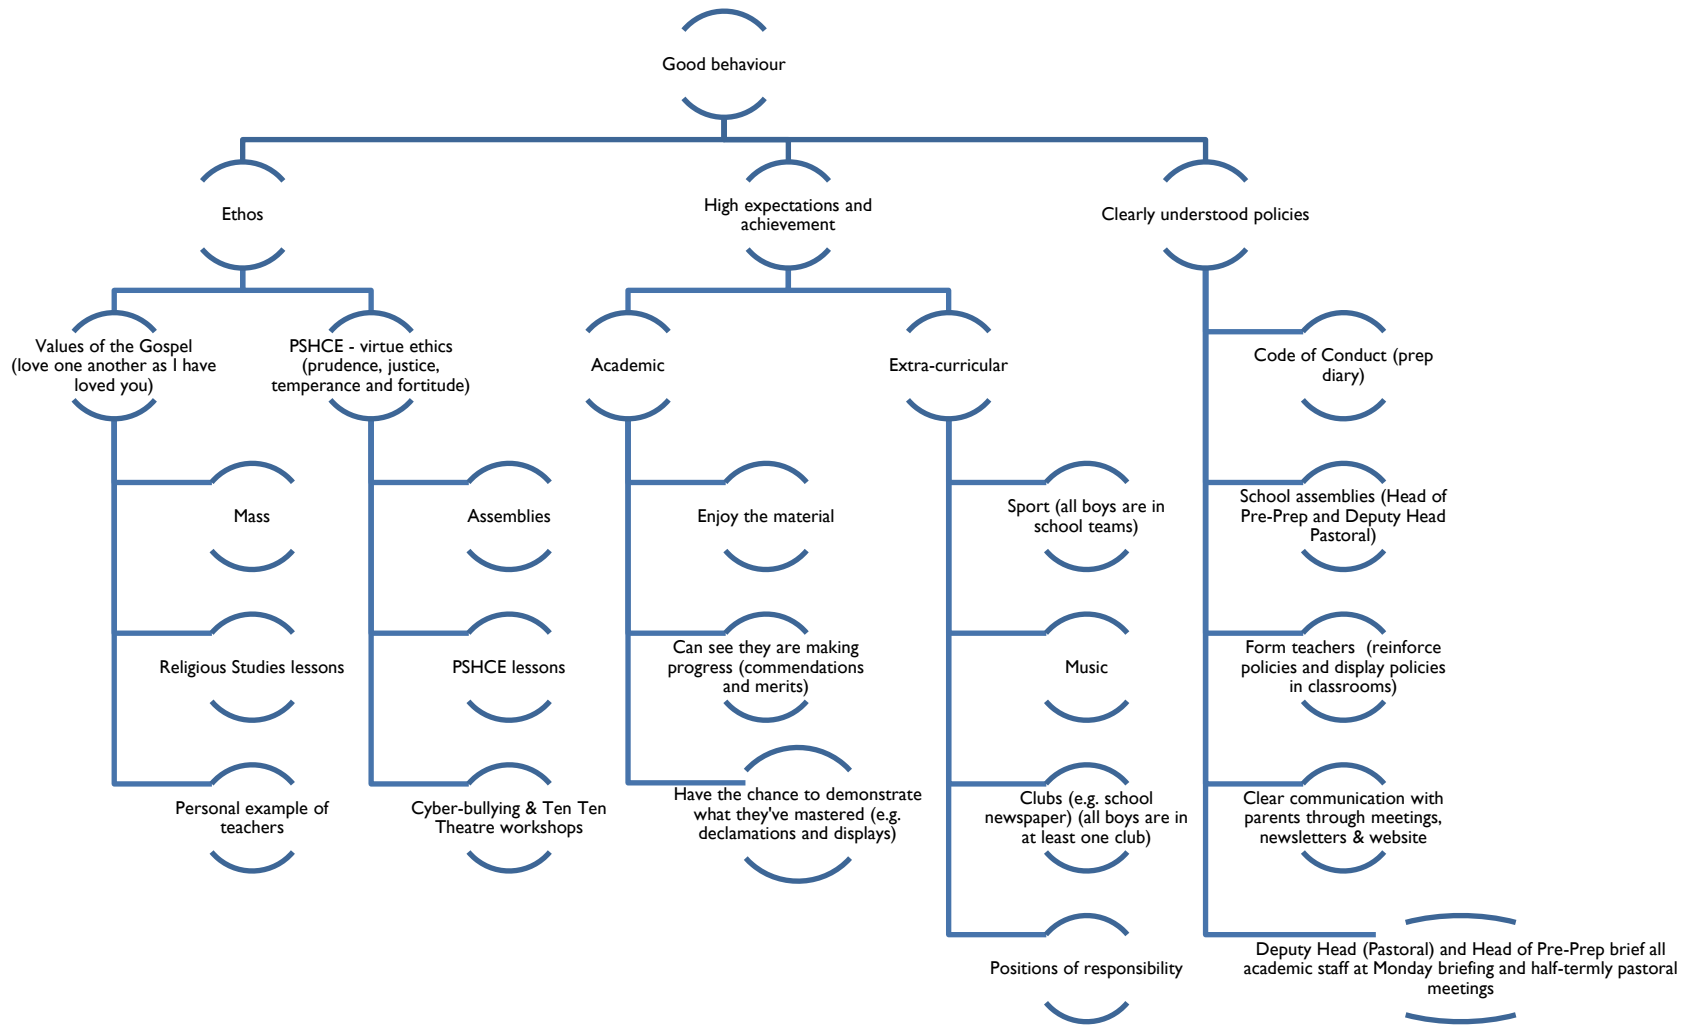 Good behaviour
Ethos
High expectations and
achievement
Clearly understood policies
Values of the Gospel
(love one another as I have
loved you)
PSHCE - virtue ethics
(prudence, justice,
temperance and fortitude)
Academic
Extra-curricular
Code of Conduct (prep
diary)
Mass
Assemblies
Enjoy the material
Sport (all boys are in
school teams)
School assemblies (Head of
Pre-Prep and Deputy Head
Pastoral)
Religious Studies lessons
PSHCE lessons
Can see they are making
progress (commendations
and merits)
Music
Form teachers (reinforce
policies and display policies
in classrooms)
Personal example of
teachers
Cyber-bullying & Ten Ten
Theatre workshops
Have the chance to demonstrate
what they've mastered (e.g.
declamations and displays)
Clubs (e.g. school
newspaper) (all boys are in
at least one club)
Clear communication with
parents through meetings,
newsletters & website
Positions of responsibility
Deputy Head (Pastoral) and Head of Pre-Prep brief all
academic staff at Monday briefing and half-termly pastoral
meetings